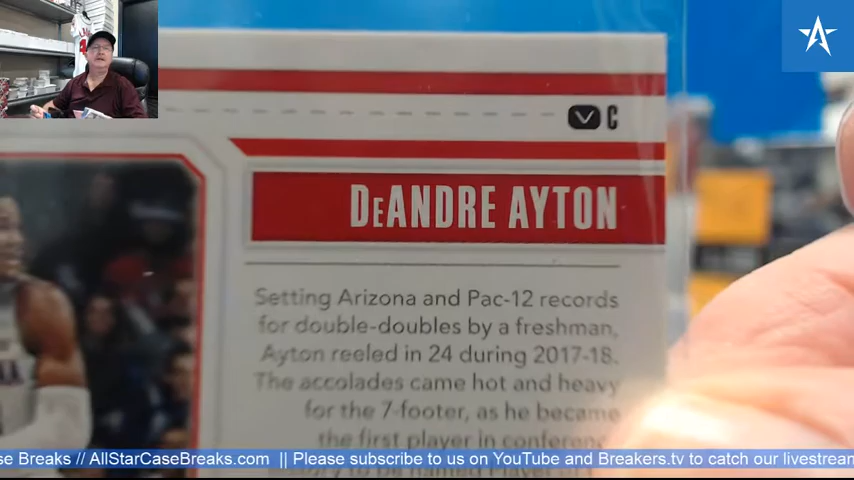 V C
DeANDRE AYTON
Setting Arizona and Pac-12 records
for double-doubles by a freshman,
Ayton reeled in 24 during 2017-18.
The accolades came hot and heavy
for the 7-footer, as he became
the first player in conferenc
se Breaks // AllStarCaseBreaks.com || Please subscribe to us on YouTube and Breakers.tv to catch our livestream